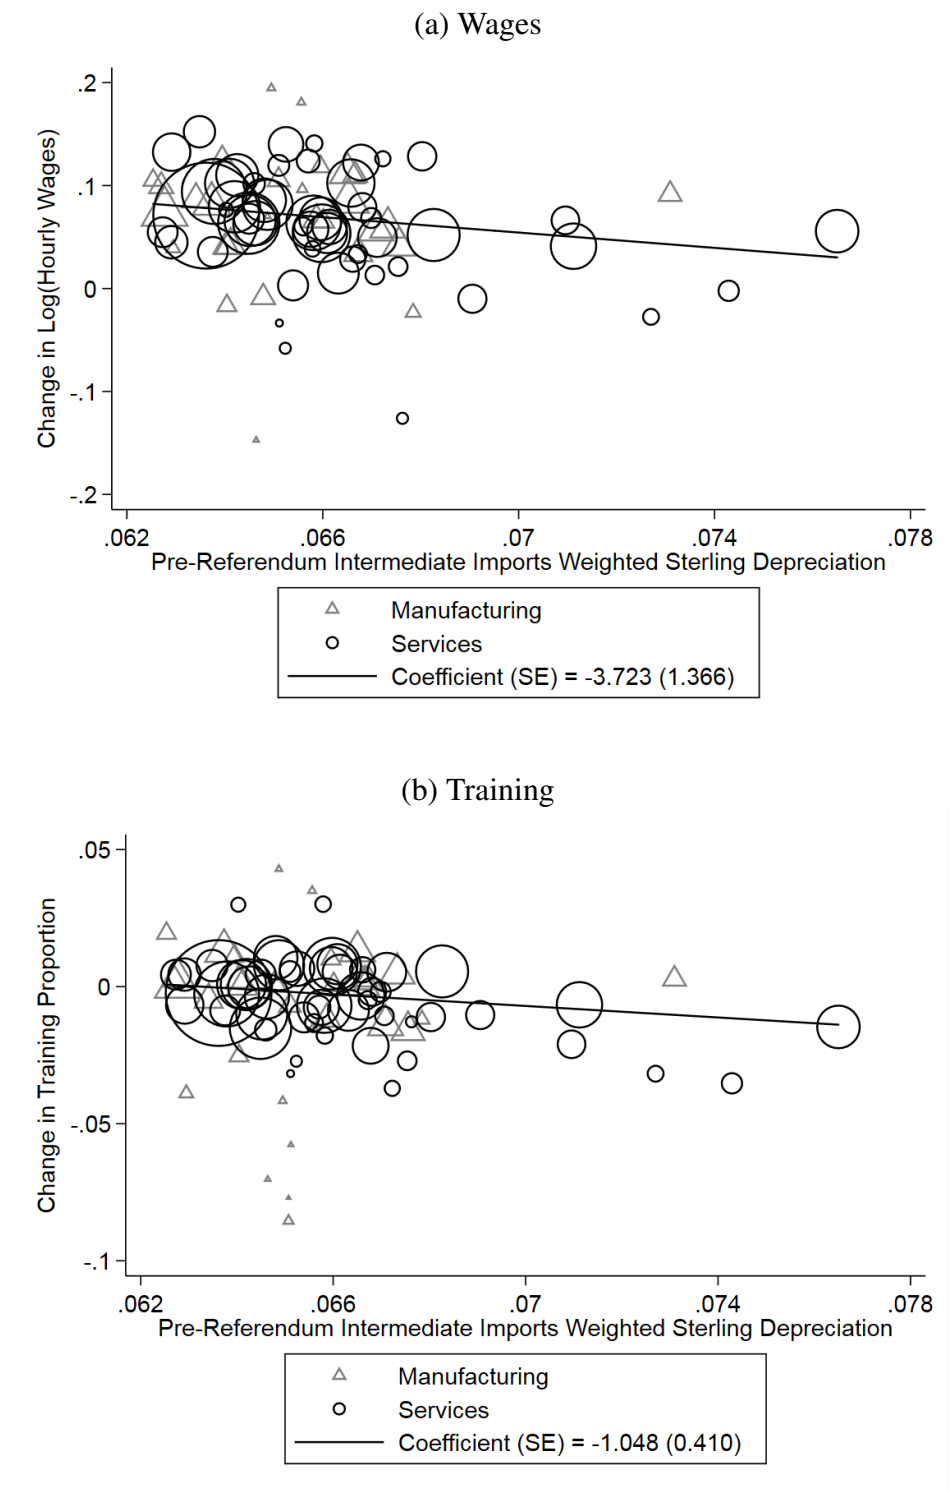 (a) Wages
.2
.1
0
-.1
-.2
Change in Log(Hourly Wages)
.062 .066 .07 .074 .078
Pre-Referendum Intermediate Imports Weighted Sterling Depreciation
Manufacturing
Services
Coefficient (SE) = -3.723 (1.366)
(b) Training
.05
0
-.05
-.1
Change in Training Proportion
.062 .066 .07 .074 .078
Pre-Referendum Intermediate Imports Weighted Sterling Depreciation
Manufacturing
Services
Coefficient (SE) = -1.048 (0.410)